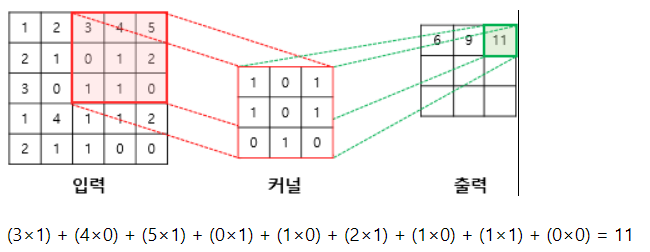 1 2 3 4 5
2 1 0 1 2
3 0 1 1 0
1 4 1 1 2
2 1 1 0 0
입력
1 0 1
1 0 1
0 1 0
커널
6 9 11
출력
(3×1) + (4×0) + (5×1) + (0×1) + (1×0) + (2×1) + (1×0) + (1×1) + (0×0) = 11